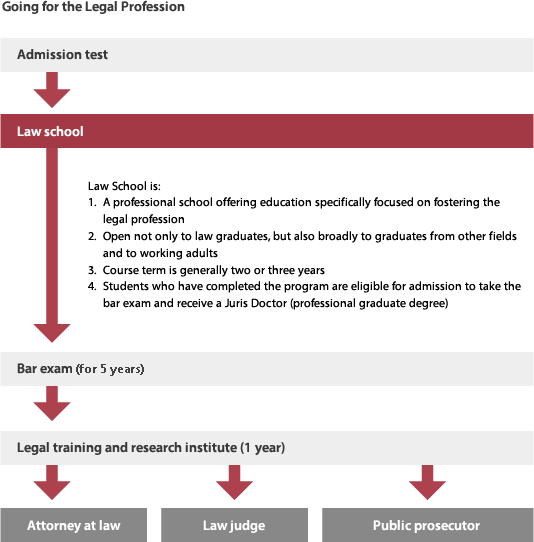 Going for the Legal Profession
Admission test
Law school
Law School is:
1. A professional school offering education specifically focused on fostering the
legal profession
2. Open not only to law graduates, but also broadly to graduates from other fields
and to working adults
3. Course term is generally two or three years
4. Students who have completed the program are eligible for admission to take the
bar exam and receive a Juris Doctor (professional graduate degree)
Bar exam (for 5 years)
Legal training and research institute (1 year)
Attorney at law
Law judge
Public prosecutor